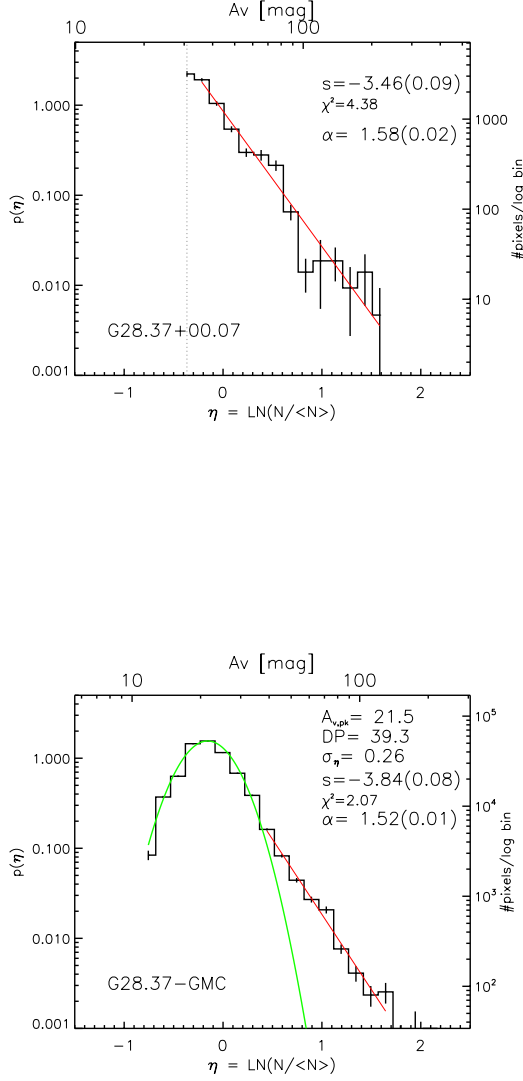 Av [mag]
10 100
s=−3.46(0.09)
χ²=4.38
α= 1.58(0.02)
1.000
0.100
0.010
0.001
p(η)
1000
100
10
#pixels/log bin
G28.37+00.07
−1 0 1 2
η = LN(N/<N>)
Av [mag]
10 100
A_v,pk= 21.5
DP= 39.3
σ_η= 0.26
s=−3.84(0.08)
χ²=2.07
α= 1.52(0.01)
1.000
0.100
0.010
0.001
p(η)
10⁵
10⁴
10³
10²
#pixels/log bin
G28.37−GMC
−1 0 1 2
η = LN(N/<N>)